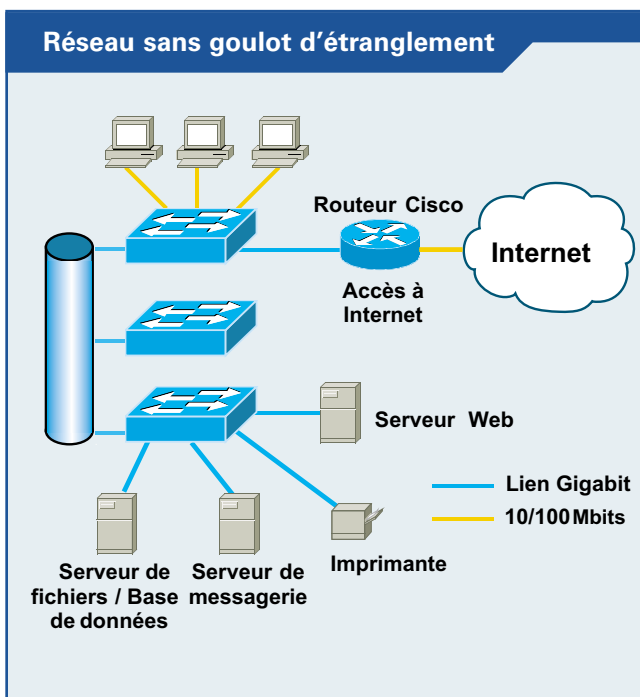 Réseau sans goulot d'étranglement
Routeur Cisco
Internet
Accès à
Internet
Serveur Web
Lien Gigabit
10/100 Mbits
Imprimante
Serveur de
fichiers / Base
de données
Serveur de
messagerie